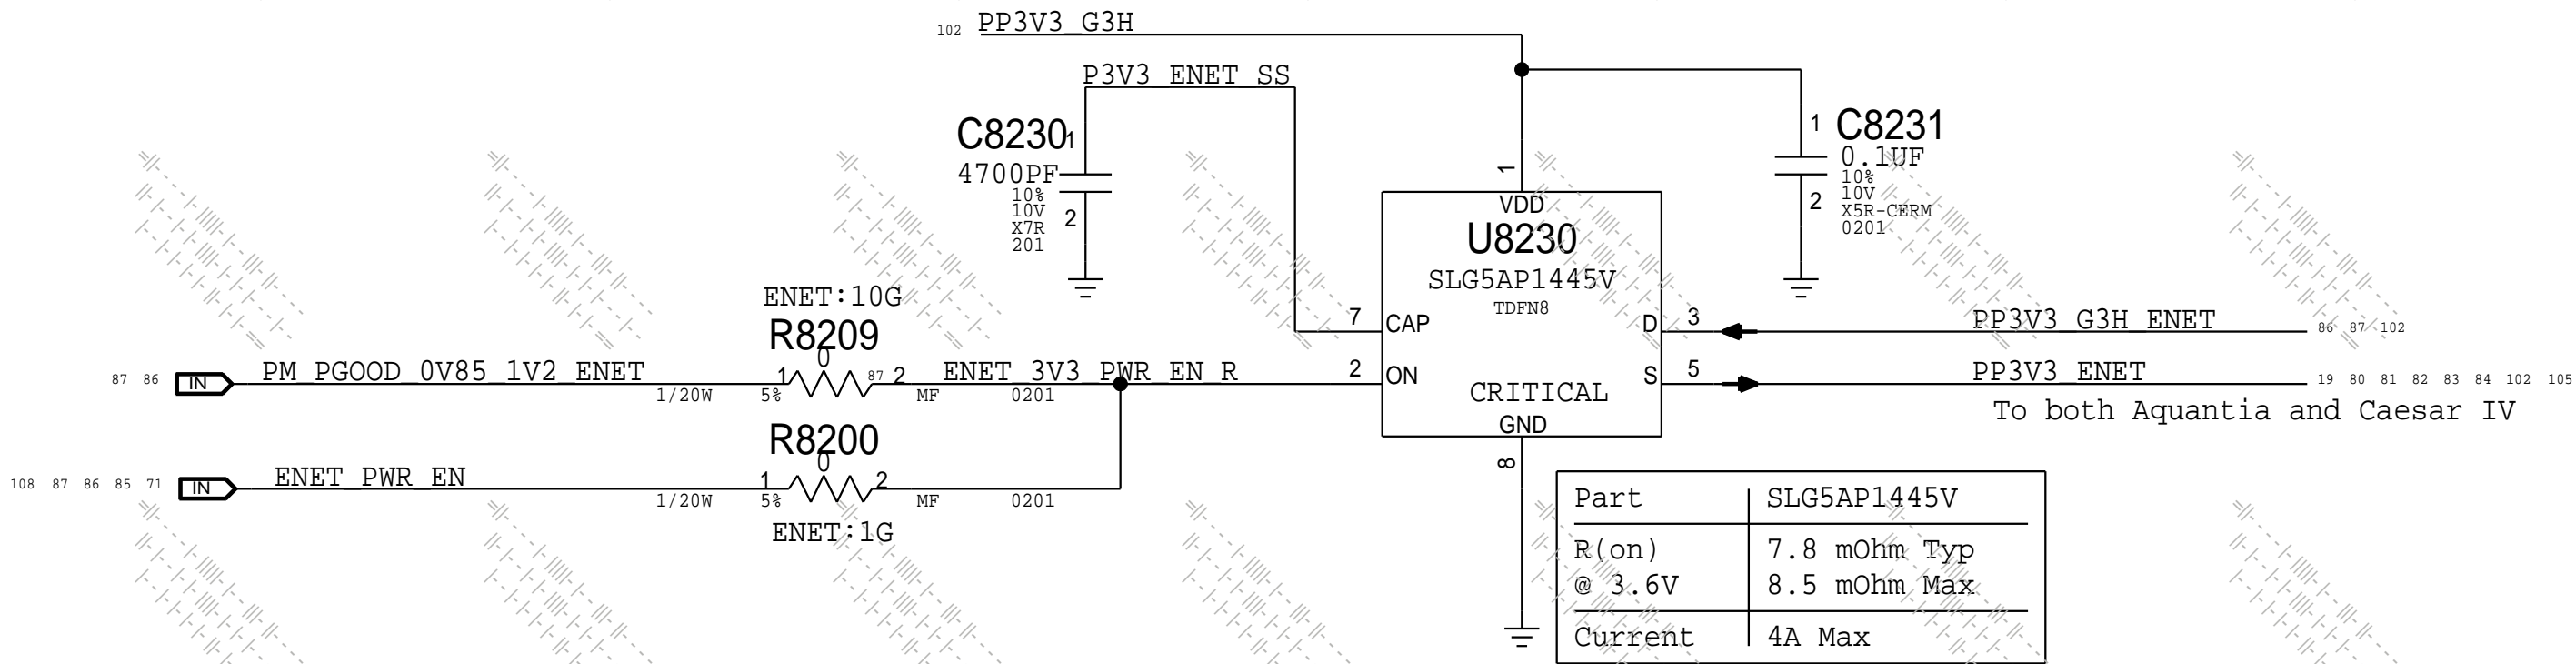 102 PP3V3_G3H
P3V3_ENET_SS
C8230 1
4700PF
10%
10V
X7R
201
2
1 C8231
0.1UF
10%
10V
X5R-CERM
0201
2
1
VDD
U8230
SLG5AP1445V
TDFN8
7 CAP
D 3 PP3V3_G3H_ENET 86 87 102
2 ON
S 5 PP3V3_ENET 19 80 81 82 83 84 102 105
CRITICAL
GND
8
To both Aquantia and Caesar IV
ENET:10G
R8209
0
87 86 IN PM_PGOOD_0V85_1V2_ENET 1 87 2 ENET_3V3_PWR_EN_R
1/20W 5% MF 0201
R8200
0
108 87 86 85 71 IN ENET_PWR_EN 1 2
1/20W 5% MF 0201
ENET:1G
Part SLG5AP1445V
R(on) 7.8 mOhm Typ
@ 3.6V 8.5 mOhm Max
Current 4A Max